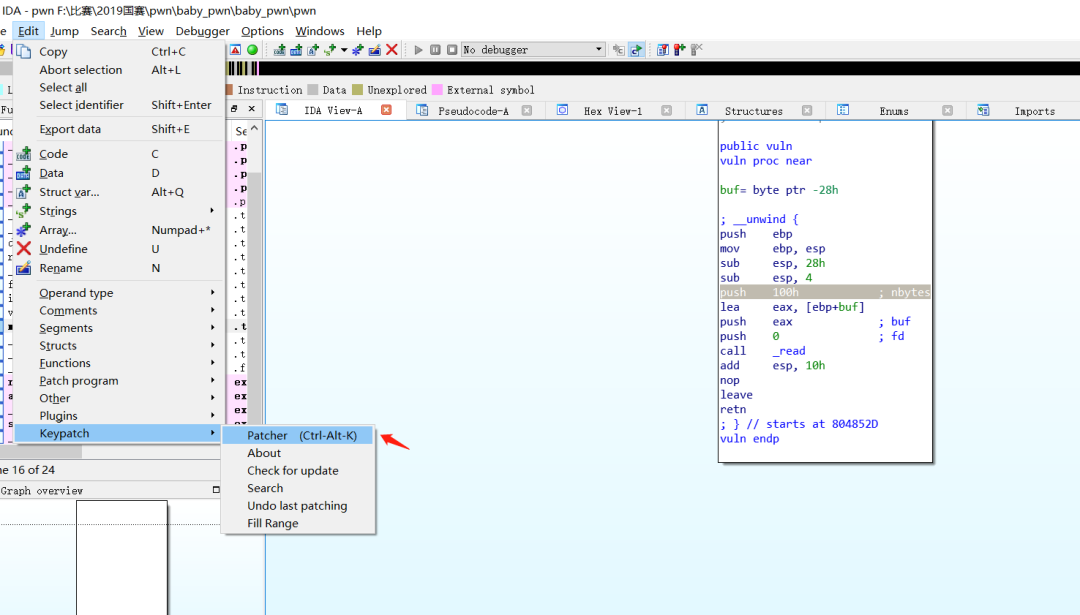 IDA - pwn F:\比赛\2019国赛\pwn\baby_pwn\baby_pwn\pwn
e Edit Jump Search View Debugger Options Windows Help
No debugger
Instruction Data Unexplored External symbol
IDA View-A Pseudocode-A Hex View-1 Structures Enums Imports
Copy Ctrl+C
Abort selection Alt+L
Select all
Select identifier Shift+Enter
Export data Shift+E
Code C
Data D
Struct var... Alt+Q
Strings
Array... Numpad+*
Undefine U
Rename N
Operand type
Comments
Segments
Structs
Functions
Patch program
Other
Plugins
Keypatch
Patcher (Ctrl-Alt-K)
About
Check for update
Search
Undo last patching
Fill Range
Fu
unc
Se
.p
.p
.p
.p
.p
.t
.t
.t
.t
.t
.t
.t
.t
.t
.t
.t
.f
ex
ex
ex
ex
ne 16 of 24
Graph overview
public vuln
vuln proc near
buf= byte ptr -28h
; __unwind {
push ebp
mov ebp, esp
sub esp, 28h
sub esp, 4
push 100h ; nbytes
lea eax, [ebp+buf]
push eax ; buf
push 0 ; fd
call _read
add esp, 10h
nop
leave
retn
; } // starts at 804852D
vuln endp